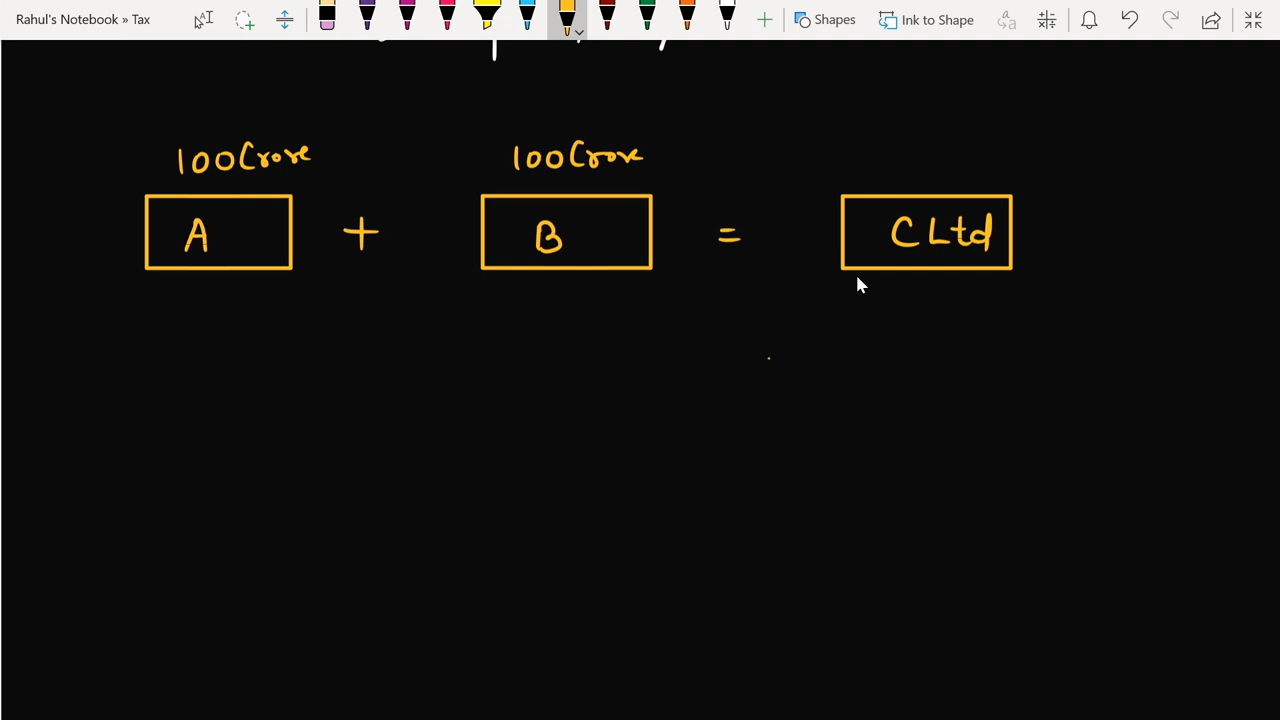 Rahul's Notebook » Tax Shapes Ink to Shape
100Crore 100Crore
A + B = C Ltd